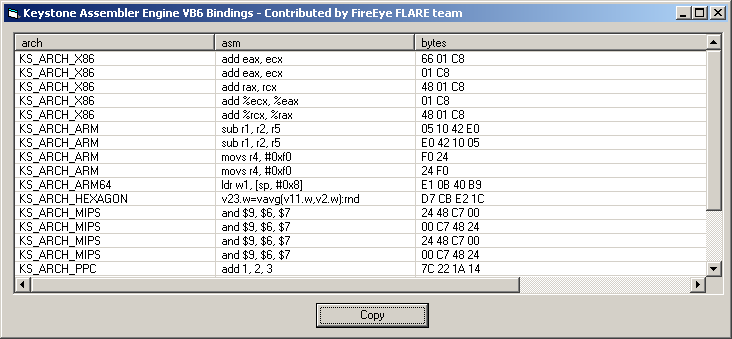 Keystone Assembler Engine VB6 Bindings - Contributed by FireEye FLARE team
arch asm bytes
KS_ARCH_X86 add eax, ecx 66 01 C8
KS_ARCH_X86 add eax, ecx 01 C8
KS_ARCH_X86 add rax, rcx 48 01 C8
KS_ARCH_X86 add %ecx, %eax 01 C8
KS_ARCH_X86 add %rcx, %rax 48 01 C8
KS_ARCH_ARM sub r1, r2, r5 05 10 42 E0
KS_ARCH_ARM sub r1, r2, r5 E0 42 10 05
KS_ARCH_ARM movs r4, #0xf0 F0 24
KS_ARCH_ARM movs r4, #0xf0 24 F0
KS_ARCH_ARM64 ldr w1, [sp, #0x8] E1 0B 40 B9
KS_ARCH_HEXAGON v23.w=vavg(v11.w,v2.w):rnd D7 CB E2 1C
KS_ARCH_MIPS and $9, $6, $7 24 48 C7 00
KS_ARCH_MIPS and $9, $6, $7 00 C7 48 24
KS_ARCH_MIPS and $9, $6, $7 24 48 C7 00
KS_ARCH_MIPS and $9, $6, $7 00 C7 48 24
KS_ARCH_PPC add 1, 2, 3 7C 22 1A 14
Copy